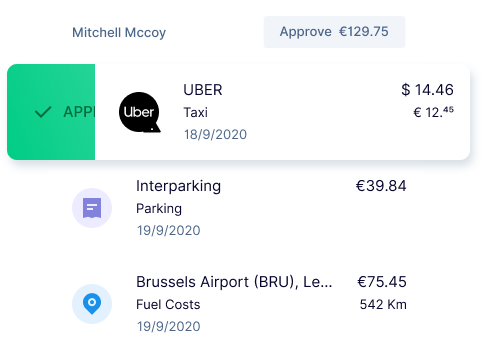 Mitchell Mccoy
Approve €129.75
APPI
Uber
UBER
$ 14.46
Taxi
€ 12.⁴⁵
18/9/2020
Interparking
€39.84
Parking
19/9/2020
Brussels Airport (BRU), Le...
€75.45
Fuel Costs
542 Km
19/9/2020